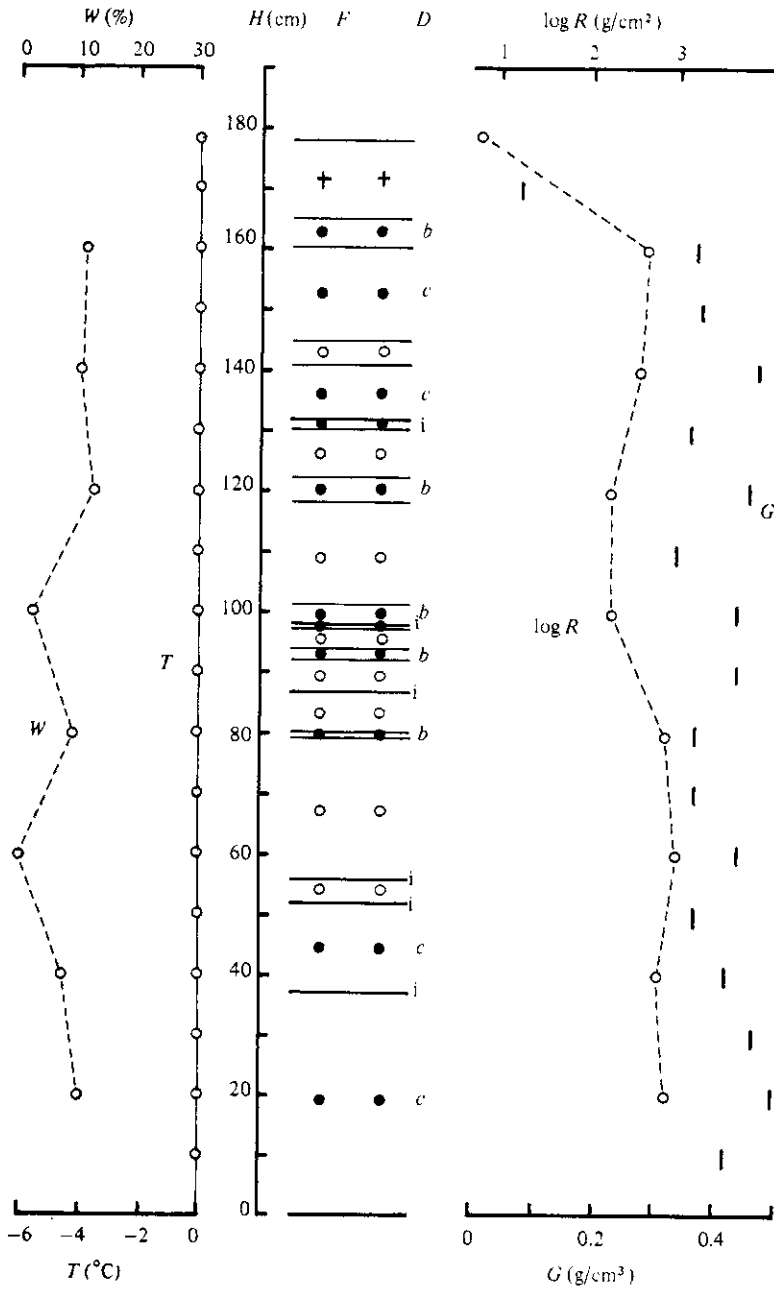 W (%) H (cm) F D log R (g/cm²)
0 10 20 30 1 2 3
180
160 b
c
140
c
i
120 b
G
100 b
i
log R
T b
i
W 80 b
60
i
i
c
40
i
20 c
0
−6 −4 −2 0 0 0.2 0.4
T (°C) G (g/cm³)